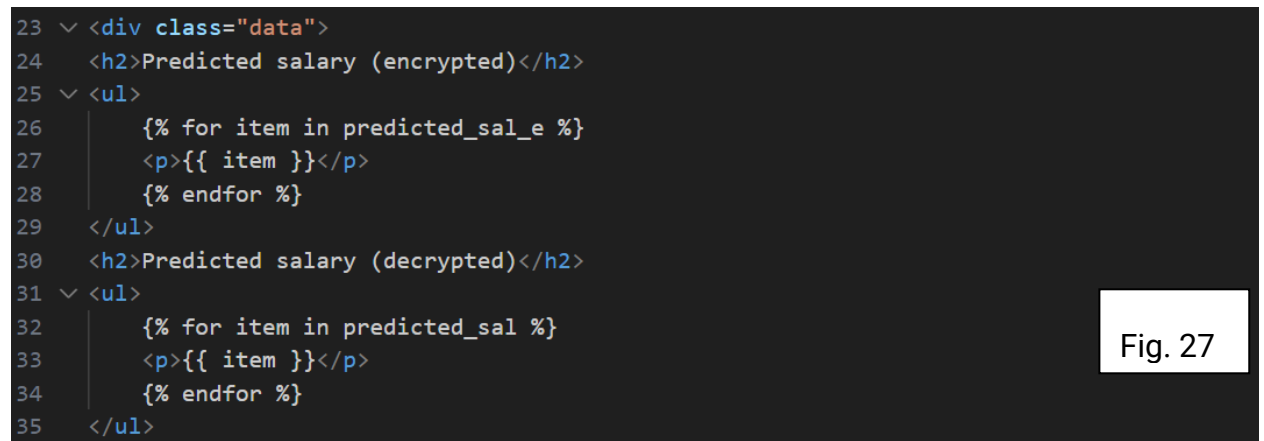 23 <div class="data">
24 <h2>Predicted salary (encrypted)</h2>
25 <ul>
26 {% for item in predicted_sal_e %}
27 <p>{{ item }}</p>
28 {% endfor %}
29 </ul>
30 <h2>Predicted salary (decrypted)</h2>
31 <ul>
32 {% for item in predicted_sal %}
33 <p>{{ item }}</p>
34 {% endfor %}
35 </ul>
Fig. 27